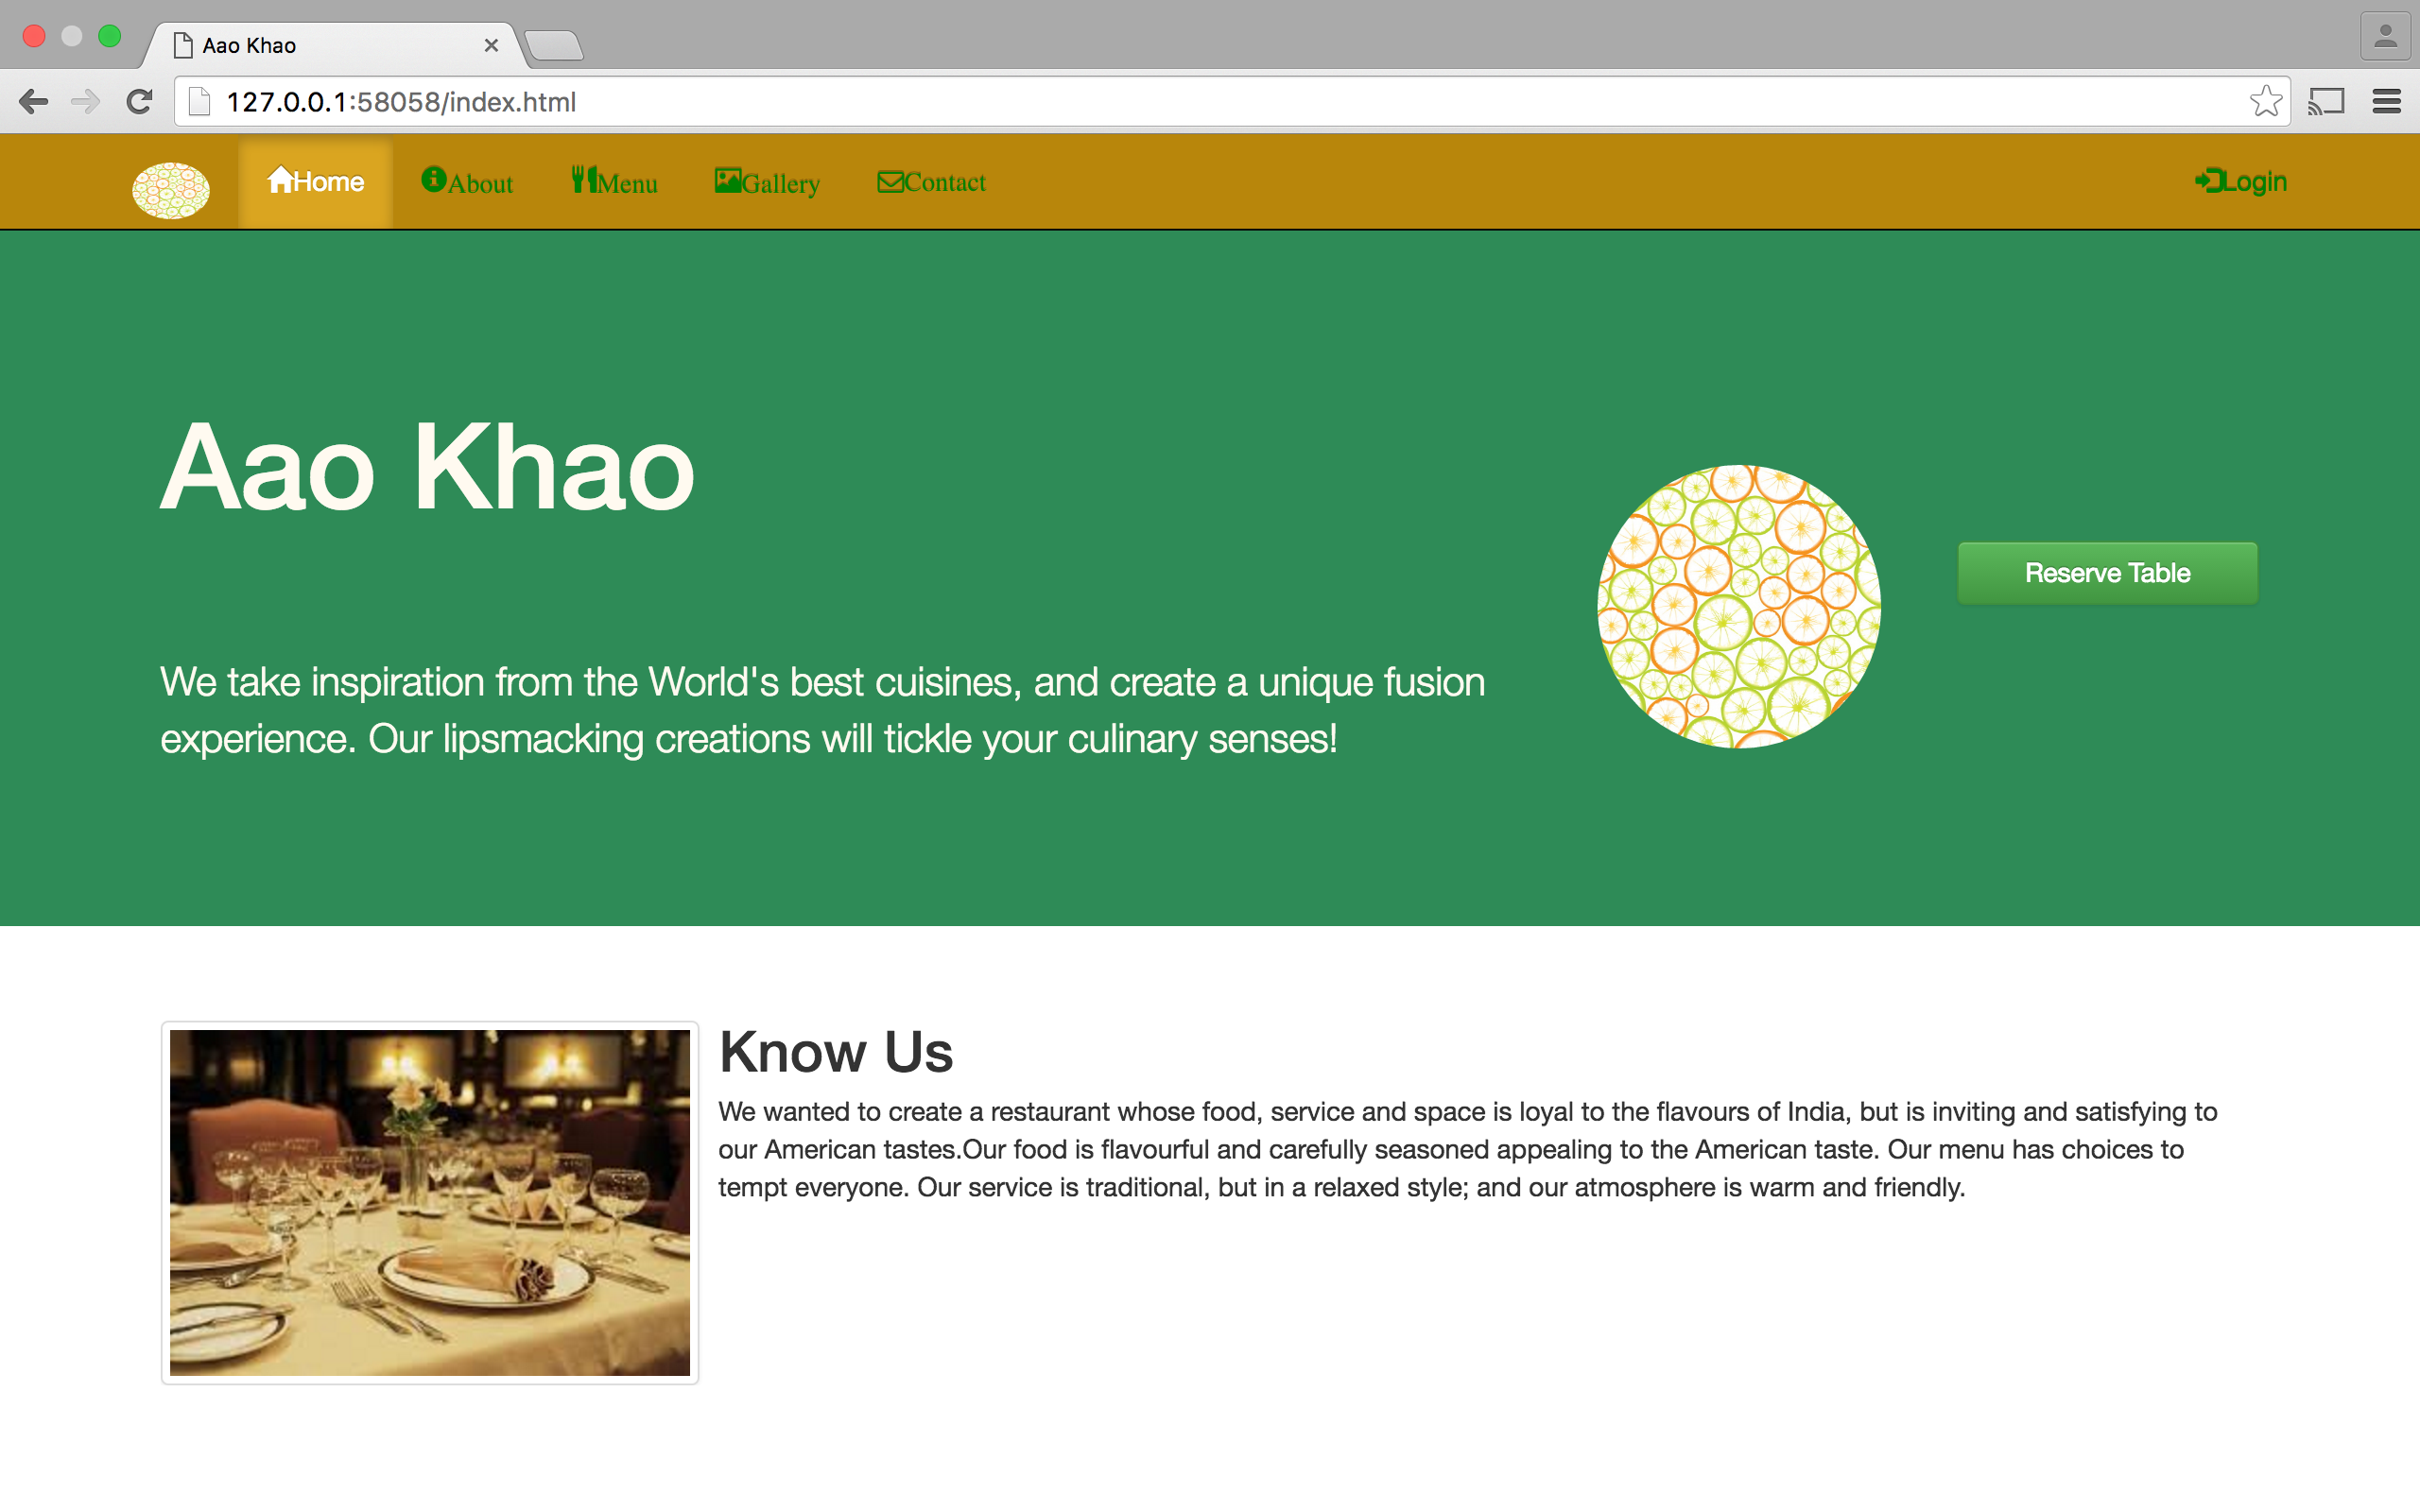 Aao Khao
127.0.0.1:58058/index.html
Home About Menu Gallery Contact Login
Aao Khao
Reserve Table
We take inspiration from the World's best cuisines, and create a unique fusion
experience. Our lipsmacking creations will tickle your culinary senses!
Know Us
We wanted to create a restaurant whose food, service and space is loyal to the flavours of India, but is inviting and satisfying to
our American tastes.Our food is flavourful and carefully seasoned appealing to the American taste. Our menu has choices to
tempt everyone. Our service is traditional, but in a relaxed style; and our atmosphere is warm and friendly.